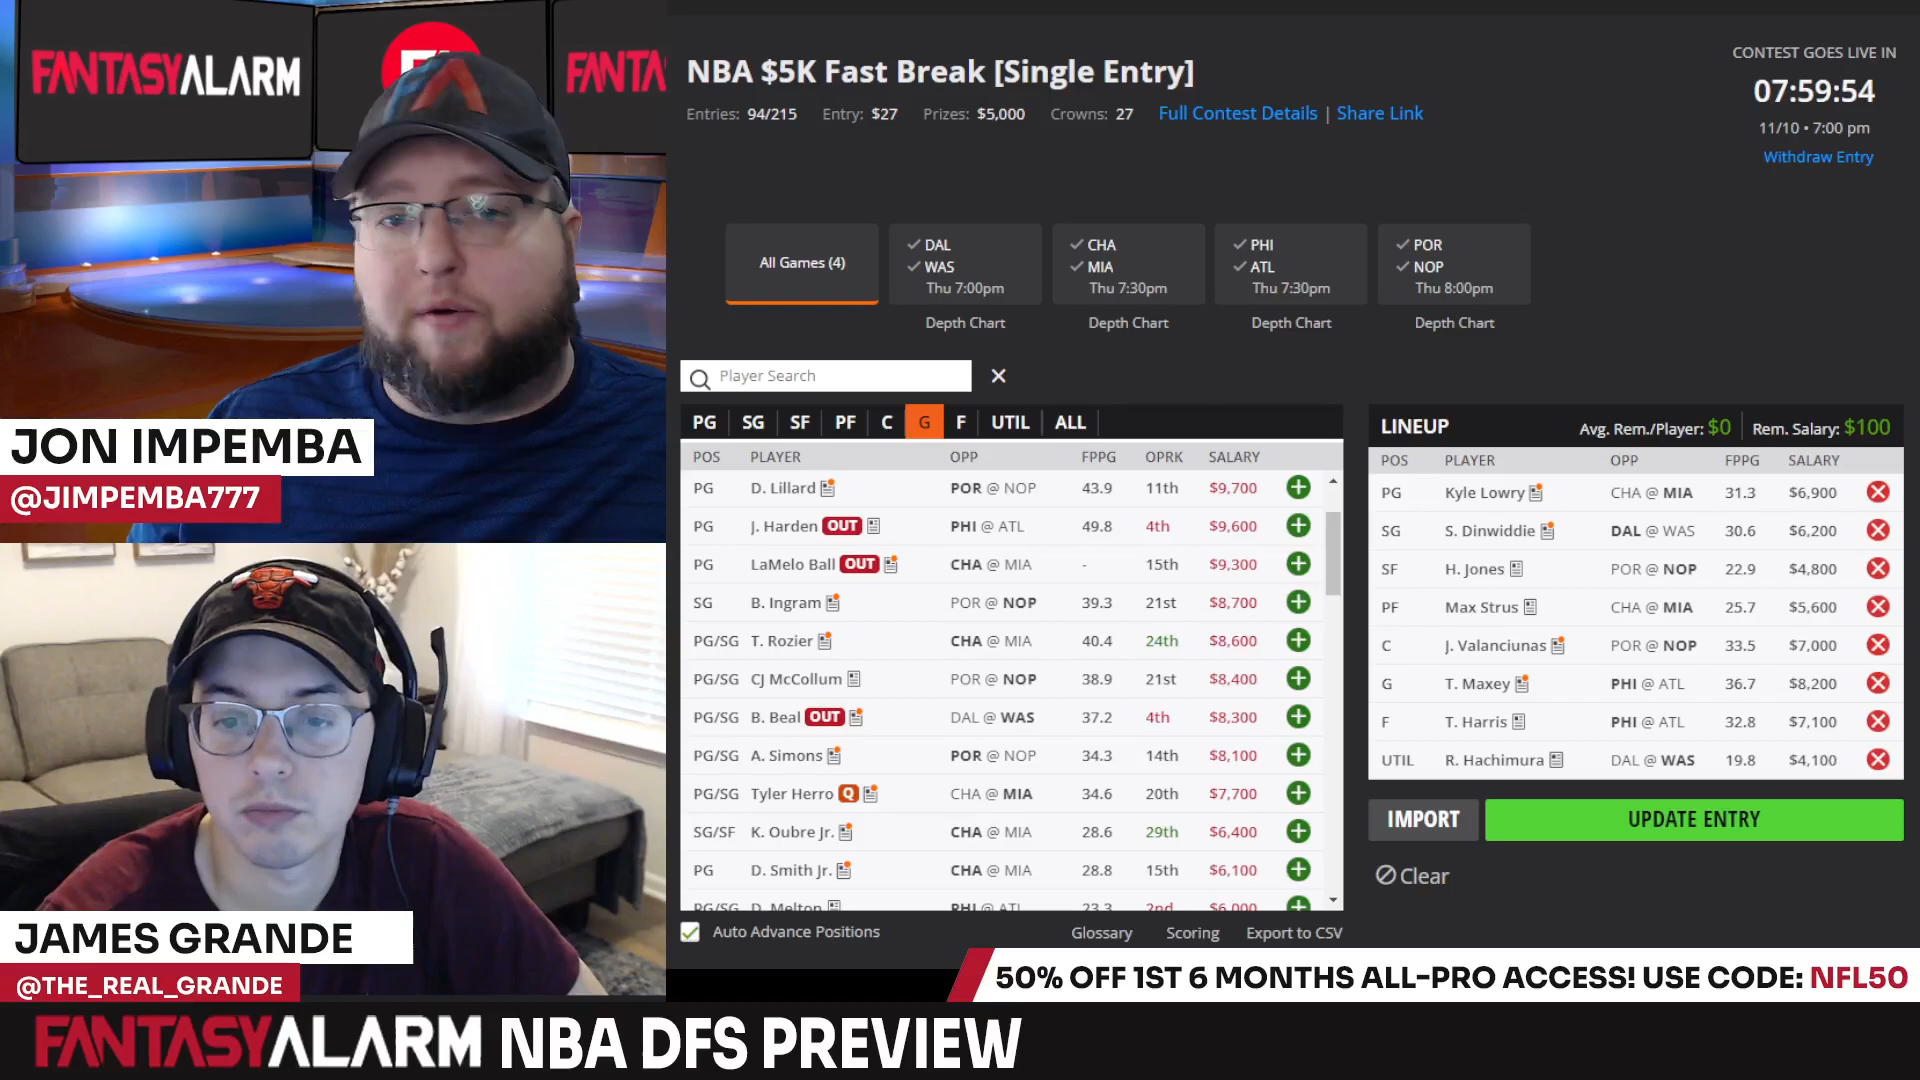 FANTASYALARM
FANTA
JON IMPEMBA
@JIMPEMBA777
JAMES GRANDE
@THE_REAL_GRANDE
NBA $5K Fast Break [Single Entry]
Entries: 94/215 Entry: $27 Prizes: $5,000 Crowns: 27 Full Contest Details | Share Link
CONTEST GOES LIVE IN
07:59:54
11/10 • 7:00 pm
Withdraw Entry
All Games (4)
DAL
WAS
Thu 7:00pm
Depth Chart
CHA
MIA
Thu 7:30pm
Depth Chart
PHI
ATL
Thu 7:30pm
Depth Chart
POR
NOP
Thu 8:00pm
Depth Chart
Player Search
PG SG SF PF C G F UTIL ALL
POS PLAYER OPP FPPG OPRK SALARY
PG D. Lillard POR @ NOP 43.9 11th $9,700
PG J. Harden OUT PHI @ ATL 49.8 4th $9,600
PG LaMelo Ball OUT CHA @ MIA - 15th $9,300
SG B. Ingram POR @ NOP 39.3 21st $8,700
PG/SG T. Rozier CHA @ MIA 40.4 24th $8,600
PG/SG CJ McCollum POR @ NOP 38.9 21st $8,400
PG/SG B. Beal OUT DAL @ WAS 37.2 4th $8,300
PG/SG A. Simons POR @ NOP 34.3 14th $8,100
PG/SG Tyler Herro Q CHA @ MIA 34.6 20th $7,700
SG/SF K. Oubre Jr. CHA @ MIA 28.6 29th $6,400
PG D. Smith Jr. CHA @ MIA 28.8 15th $6,100
PG/SG D. Melton PHI @ ATL 23.3 2nd $6,000
Auto Advance Positions
Glossary Scoring Export to CSV
LINEUP Avg. Rem./Player: $0 Rem. Salary: $100
POS PLAYER OPP FPPG SALARY
PG Kyle Lowry CHA @ MIA 31.3 $6,900
SG S. Dinwiddie DAL @ WAS 30.6 $6,200
SF H. Jones POR @ NOP 22.9 $4,800
PF Max Strus CHA @ MIA 25.7 $5,600
C J. Valanciunas POR @ NOP 33.5 $7,000
G T. Maxey PHI @ ATL 36.7 $8,200
F T. Harris PHI @ ATL 32.8 $7,100
UTIL R. Hachimura DAL @ WAS 19.8 $4,100
IMPORT UPDATE ENTRY
Clear
50% OFF 1ST 6 MONTHS ALL-PRO ACCESS! USE CODE: NFL50
FANTASYALARM NBA DFS PREVIEW